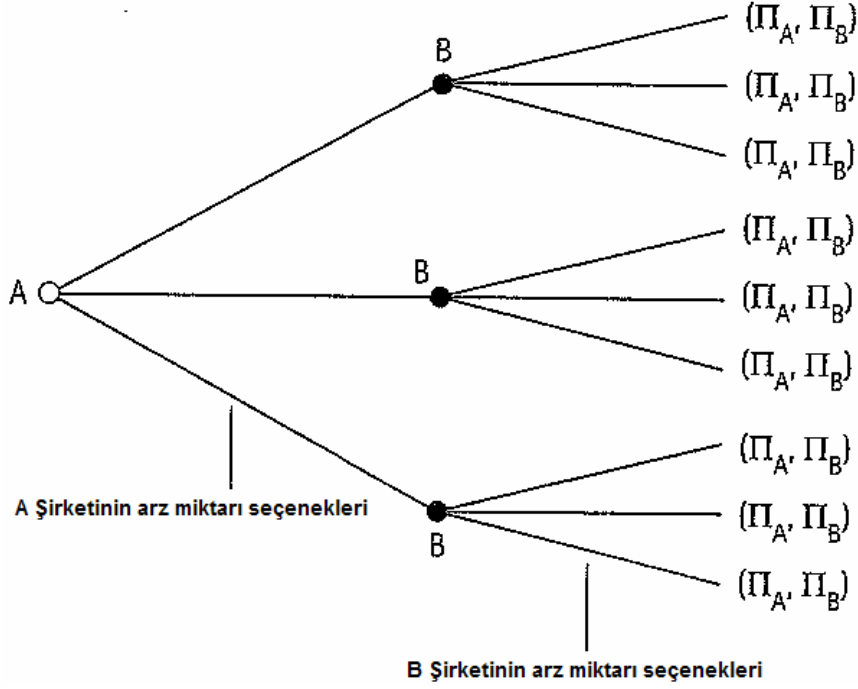 B
(Π_A, Π_B)
(Π_A, Π_B)
(Π_A, Π_B)
A
B
(Π_A, Π_B)
(Π_A, Π_B)
(Π_A, Π_B)
A Şirketinin arz miktarı seçenekleri
B
(Π_A, Π_B)
(Π_A, Π_B)
(Π_A, Π_B)
B Şirketinin arz miktarı seçenekleri